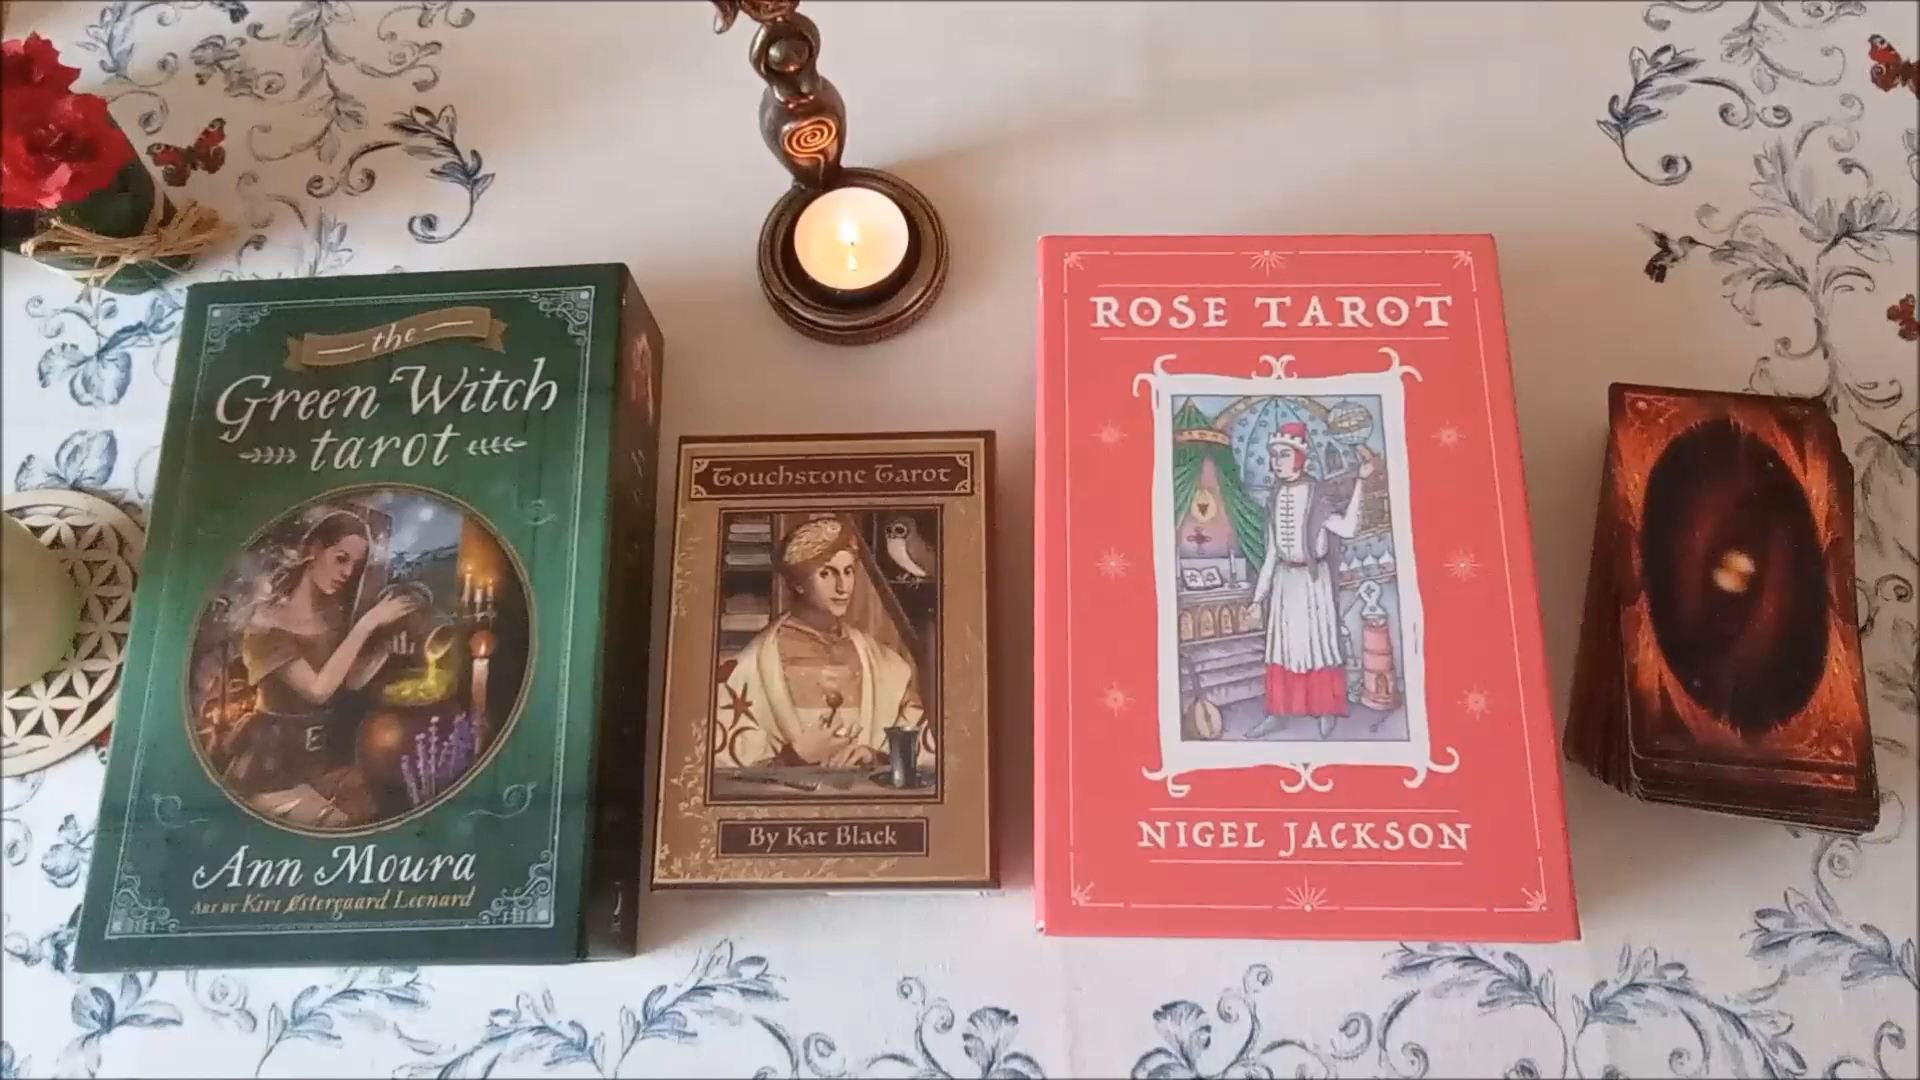 the
Green Witch
tarot
Ann Moura
Art by Kiri Østergaard Leonard
Touchstone Tarot
By Kat Black
ROSE TAROT
NIGEL JACKSON